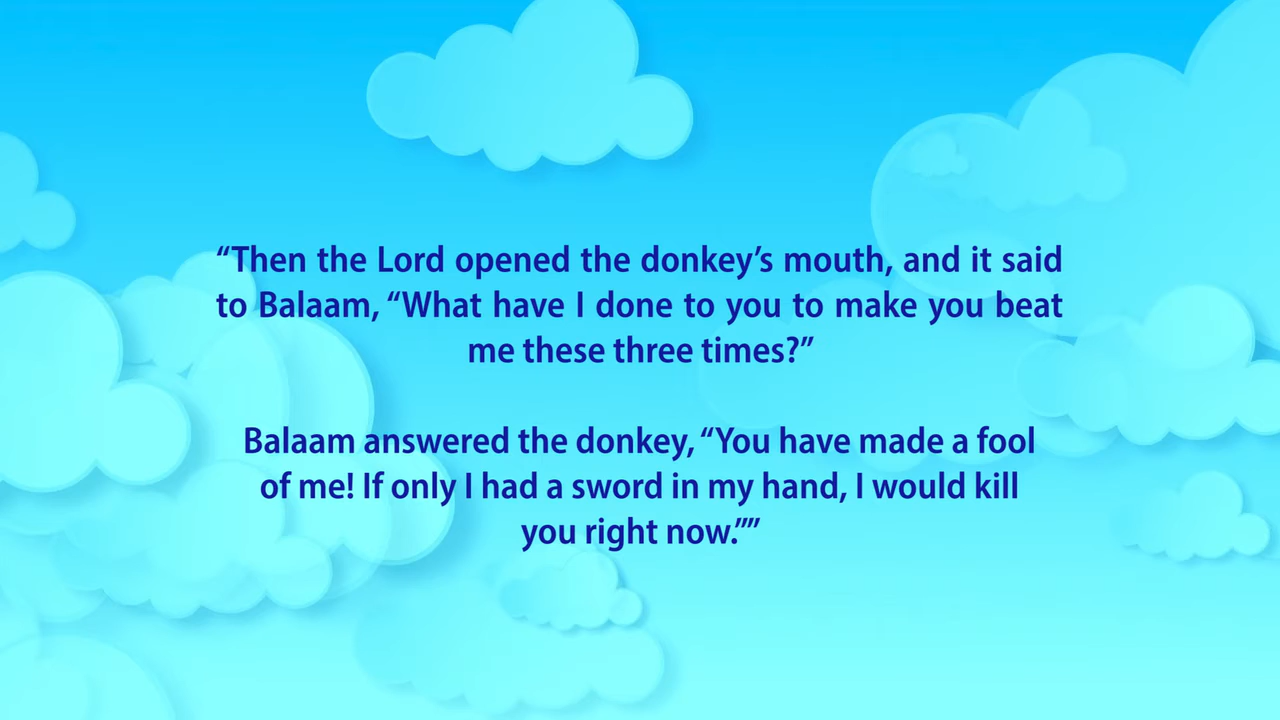 “Then the Lord opened the donkey’s mouth, and it said
to Balaam, “What have I done to you to make you beat
me these three times?”
Balaam answered the donkey, “You have made a fool
of me! If only I had a sword in my hand, I would kill
you right now.””